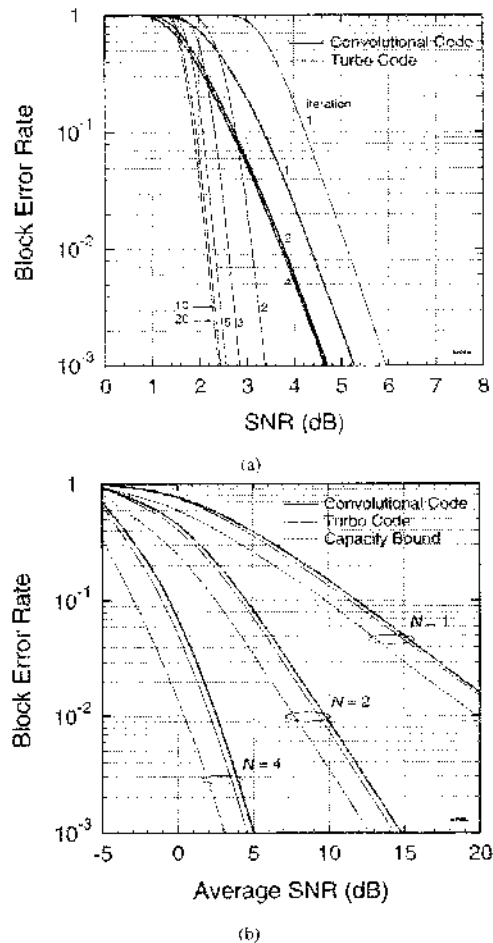 1
Convolutional Code
Turbo Code
iteration
1
10⁻¹
1
Block Error Rate
2
10⁻²
10
20
5
3
2
10⁻³
0 1 2 3 4 5 6 7 8
SNR (dB)
(a)
1
Convolutional Code
Turbo Code
Capacity Bound
10⁻¹
N = 1
Block Error Rate
10⁻²
N = 2
N = 4
10⁻³
-5 0 5 10 15 20
Average SNR (dB)
(b)